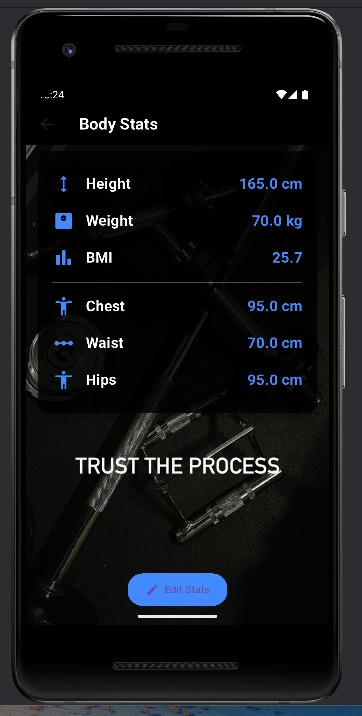 :24
Body Stats
Height 165.0 cm
Weight 70.0 kg
BMI 25.7
Chest 95.0 cm
Waist 70.0 cm
Hips 95.0 cm
TRUST THE PROCESS
Edit Stats